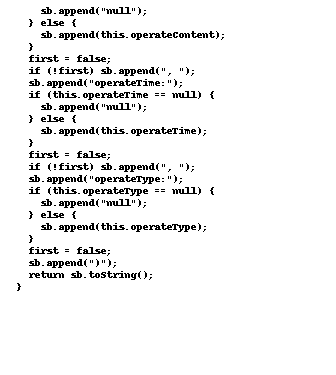 sb.append("null");
} else {
sb.append(this.operateContent);
}
first = false;
if (!first) sb.append(", ");
sb.append("operateTime:");
if (this.operateTime == null) {
sb.append("null");
} else {
sb.append(this.operateTime);
}
first = false;
if (!first) sb.append(", ");
sb.append("operateType:");
if (this.operateType == null) {
sb.append("null");
} else {
sb.append(this.operateType);
}
first = false;
sb.append(")");
return sb.toString();
}